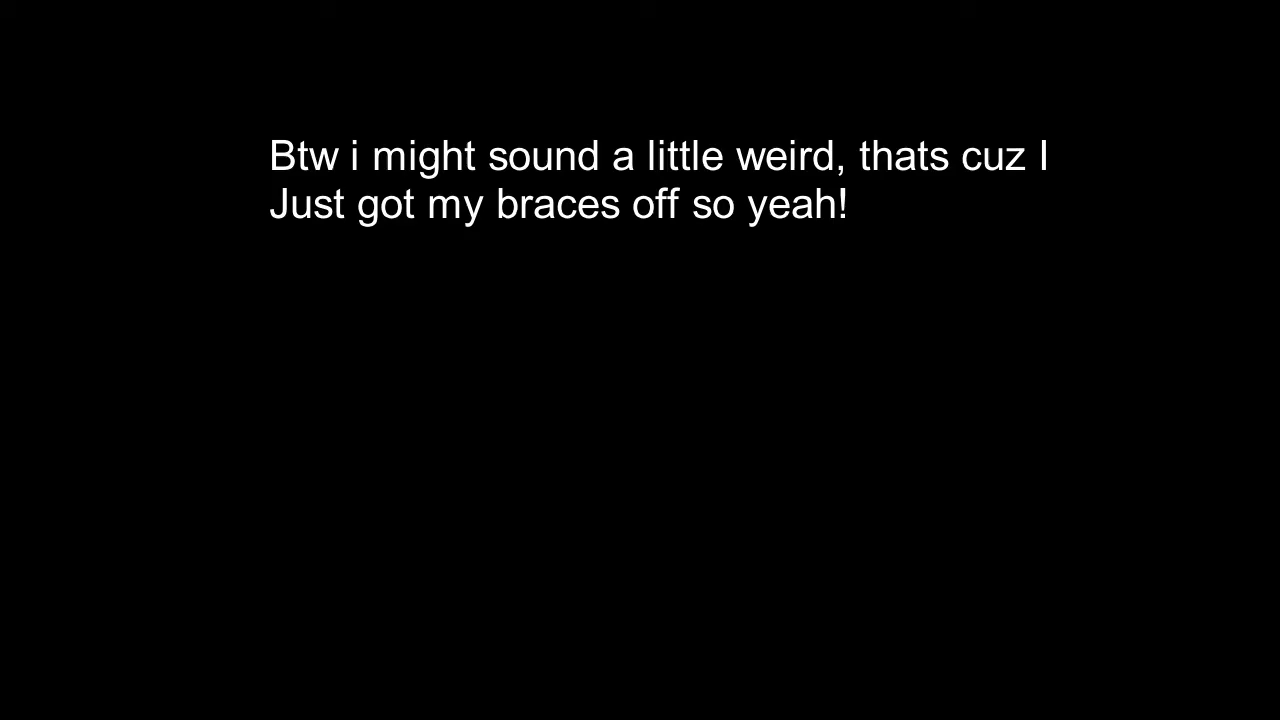 Btw i might sound a little weird, thats cuz I
Just got my braces off so yeah!